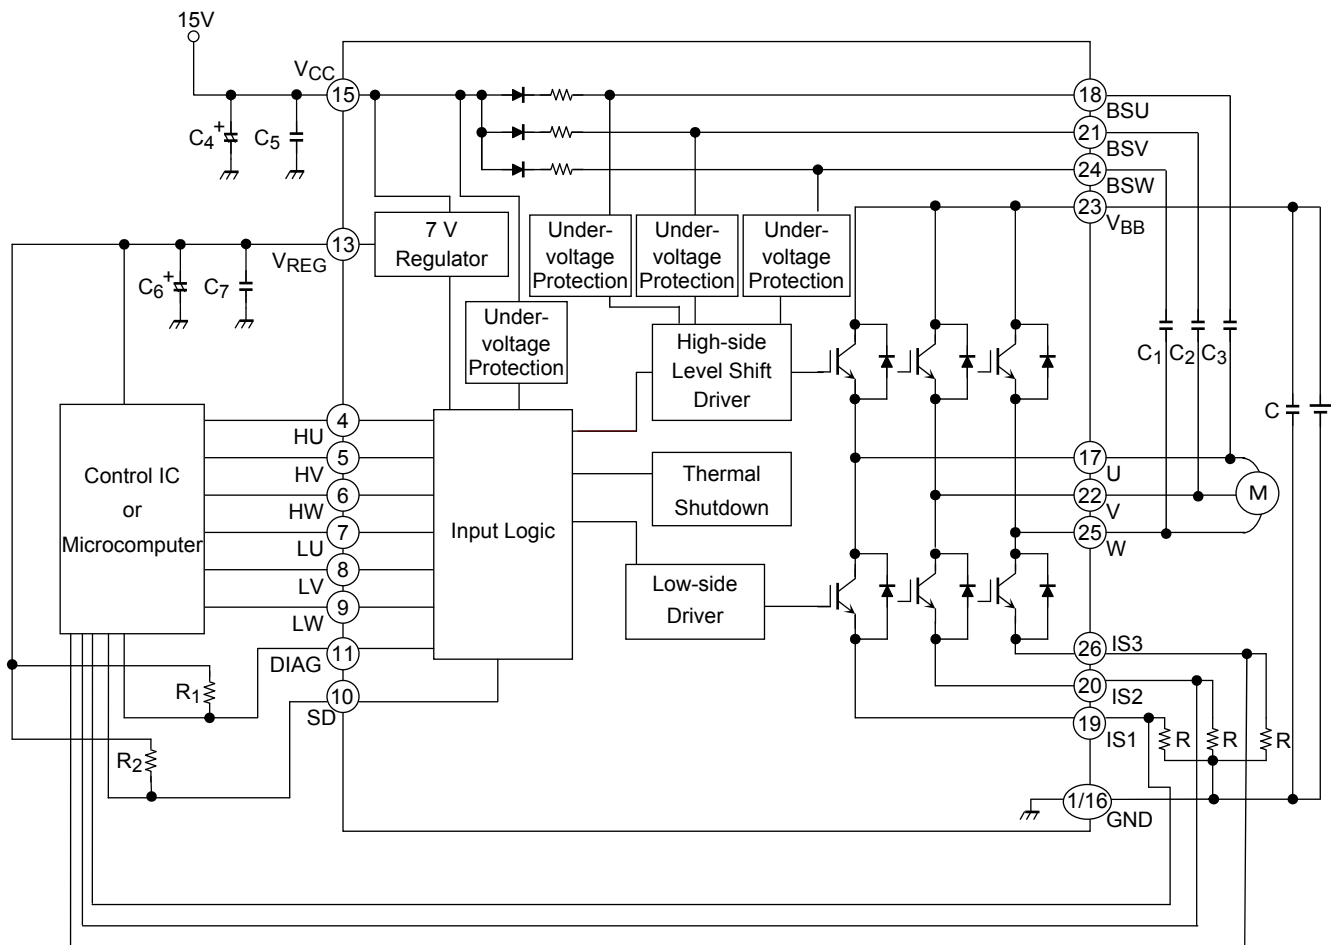 15V
VCC
15
C4
+
C5
18
BSU
21
BSV
24
BSW
23
VBB
7 V
Regulator
13
VREG
C6
+
C7
Under-
voltage
Protection
Under-
voltage
Protection
Under-
voltage
Protection
Under-
voltage
Protection
High-side
Level Shift
Driver
C1
C2
C3
C
Control IC
or
Microcomputer
4
HU
5
HV
6
HW
7
LU
8
LV
9
LW
11
DIAG
10
SD
Input Logic
Thermal
Shutdown
Low-side
Driver
17
U
22
V
25
W
M
26
IS3
20
IS2
19
IS1
R
R
R
1/16
GND
R1
R2